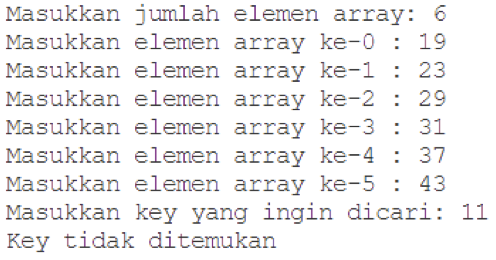 Masukkan jumlah elemen array: 6
Masukkan elemen array ke-0 : 19
Masukkan elemen array ke-1 : 23
Masukkan elemen array ke-2 : 29
Masukkan elemen array ke-3 : 31
Masukkan elemen array ke-4 : 37
Masukkan elemen array ke-5 : 43
Masukkan key yang ingin dicari: 11
Key tidak ditemukan